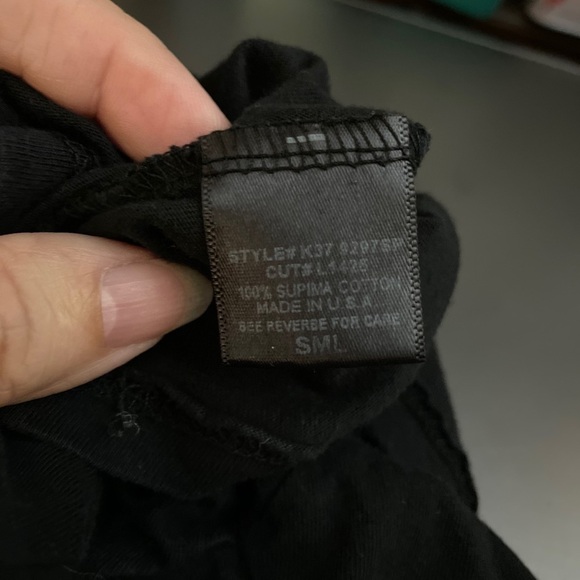 STYLE# K37 9297SP
CUT# L1425
100% SUPIMA COTTON
MADE IN U.S.A
SEE REVERSE FOR CARE
SML